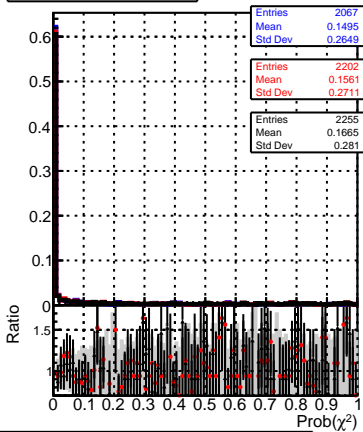 Entries 2067
Mean 0.1495
Std Dev 0.2649
Entries 2202
Mean 0.1561
Std Dev 0.2711
Entries 2255
Mean 0.1665
Std Dev 0.281
0.6
0.5
0.4
0.3
0.2
0.1
0
Ratio
1.5
1
0 0.1 0.2 0.3 0.4 0.5 0.6 0.7 0.8 0.9 1
Prob(χ²)